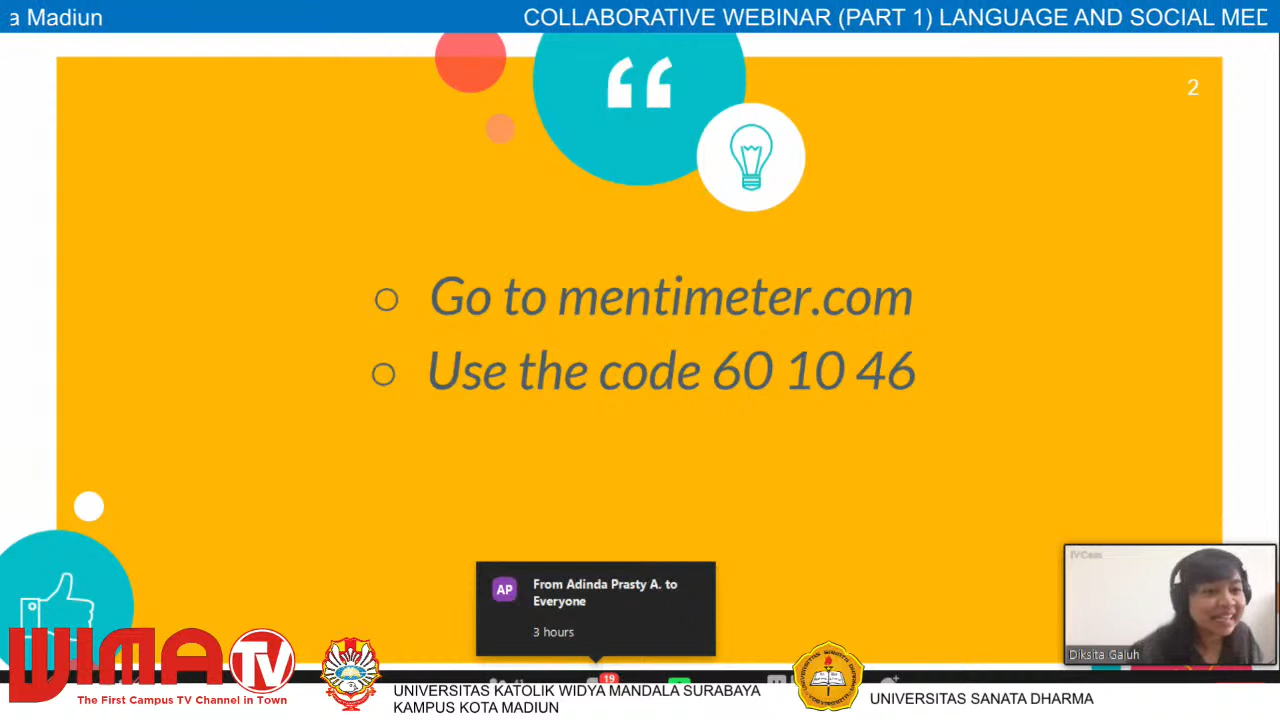 a Madiun
COLLABORATIVE WEBINAR (PART 1) LANGUAGE AND SOCIAL MED
2
Go to mentimeter.com
Use the code 60 10 46
AP
From Adinda Prasty A. to
Everyone
3 hours
IVCam
Diksita Galuh
19
WIMA TV
The First Campus TV Channel in Town
UNIVERSITAS KATOLIK WIDYA MANDALA SURABAYA
KAMPUS KOTA MADIUN
UNIVERSITAS SANATA DHARMA